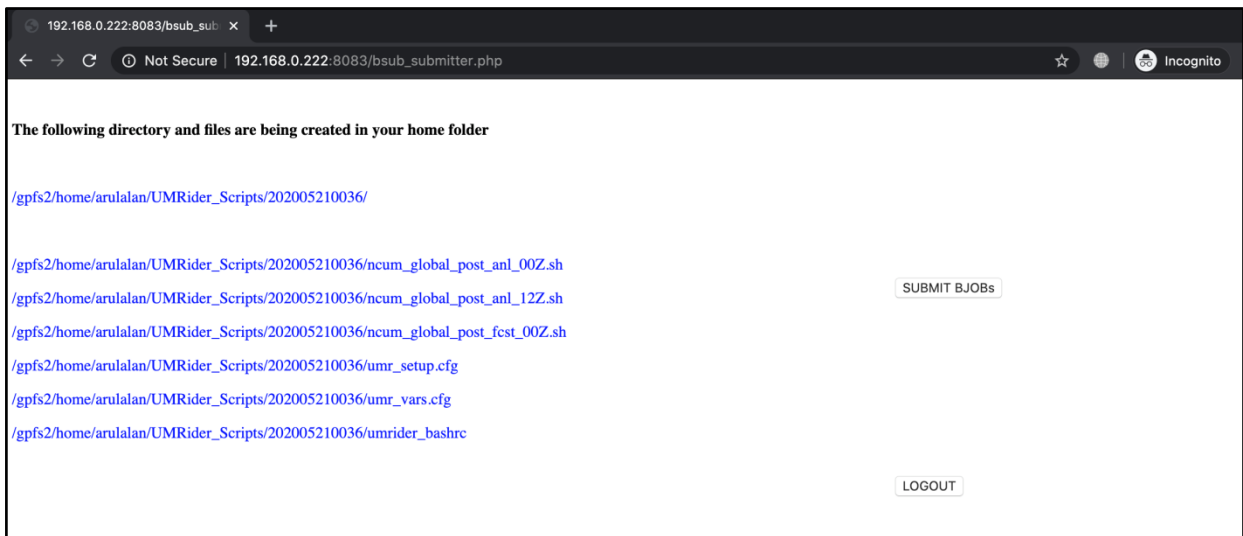 192.168.0.222:8083/bsub_sub
Not Secure | 192.168.0.222:8083/bsub_submitter.php
Incognito
The following directory and files are being created in your home folder
/gpfs2/home/arulalan/UMRider_Scripts/202005210036/
/gpfs2/home/arulalan/UMRider_Scripts/202005210036/ncum_global_post_anl_00Z.sh
SUBMIT BJOBs
/gpfs2/home/arulalan/UMRider_Scripts/202005210036/ncum_global_post_anl_12Z.sh
/gpfs2/home/arulalan/UMRider_Scripts/202005210036/ncum_global_post_fcst_00Z.sh
/gpfs2/home/arulalan/UMRider_Scripts/202005210036/umr_setup.cfg
/gpfs2/home/arulalan/UMRider_Scripts/202005210036/umr_vars.cfg
/gpfs2/home/arulalan/UMRider_Scripts/202005210036/umrider_bashrc
LOGOUT